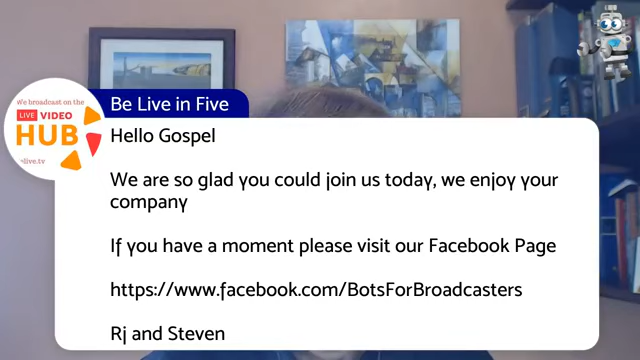 We broadcast on the
LIVE VIDEO
HUB
elive.tv
Be Live in Five
Hello Gospel
We are so glad you could join us today, we enjoy your
company
If you have a moment please visit our Facebook Page
https://www.facebook.com/BotsForBroadcasters
Rj and Steven